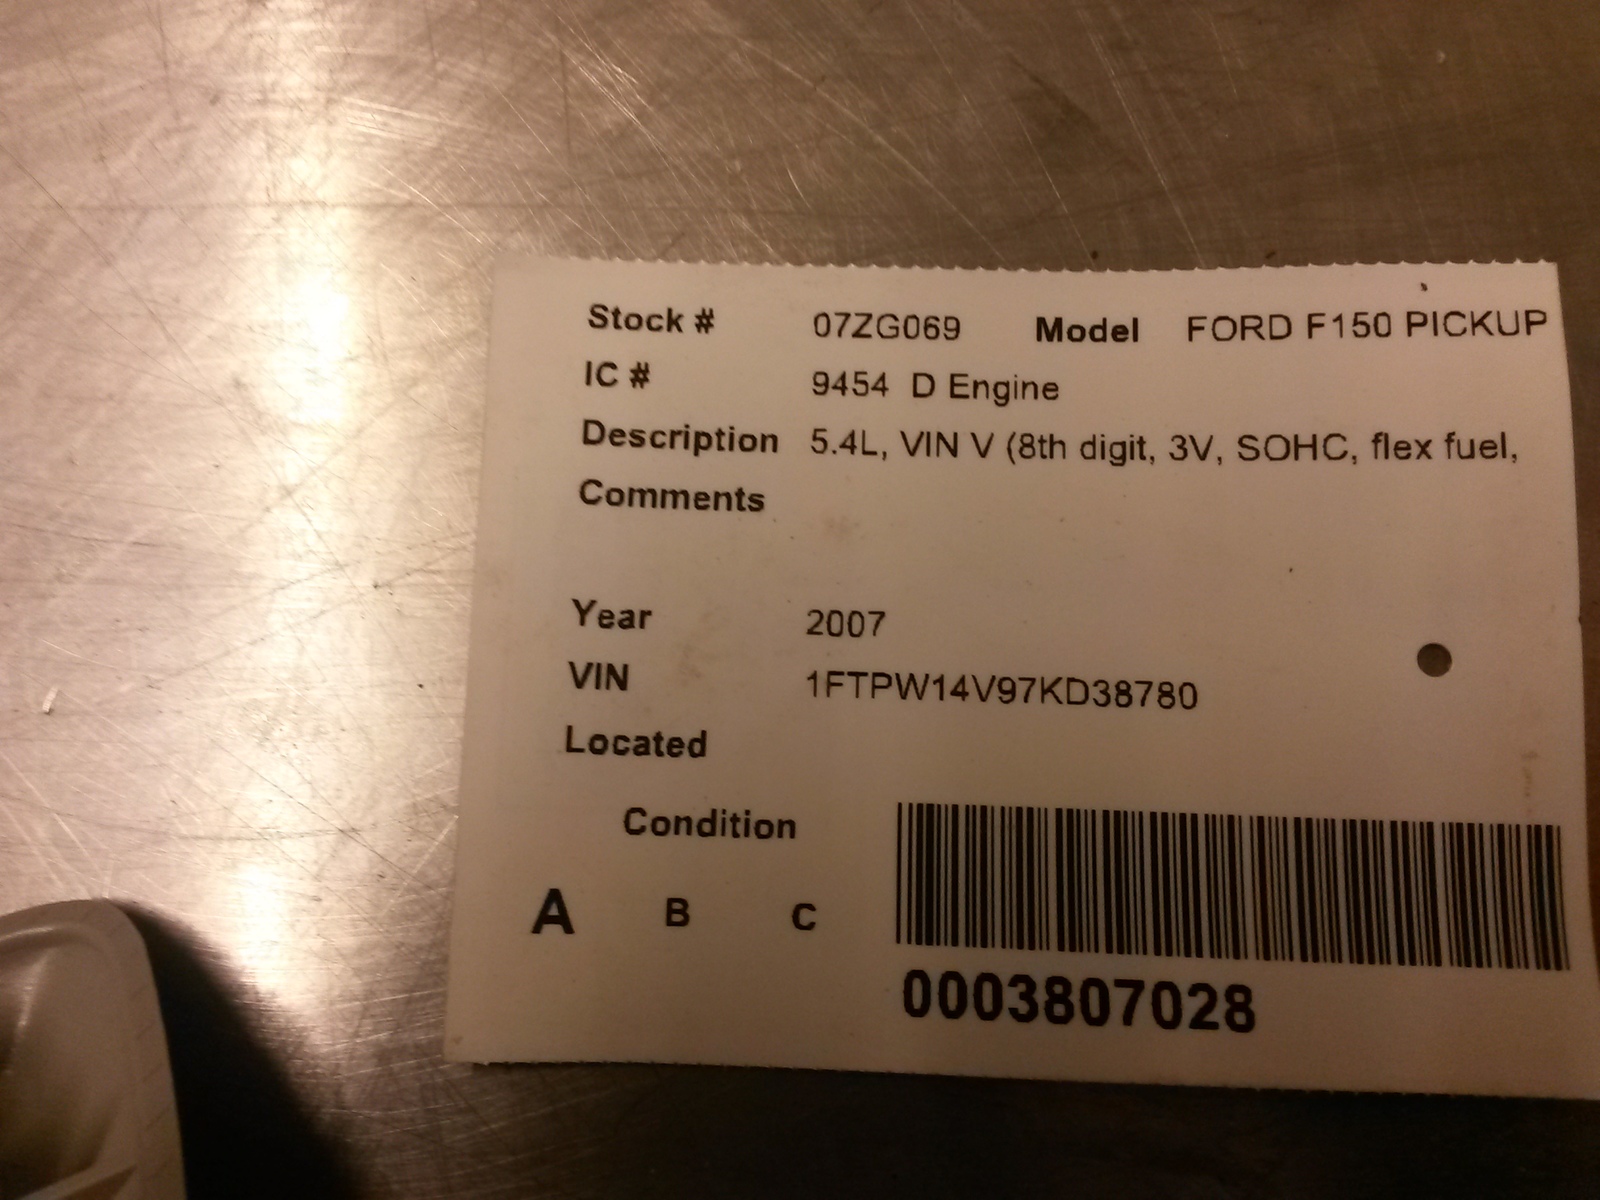 Stock # 07ZG069 Model FORD F150 PICKUP
IC # 9454 D Engine
Description 5.4L, VIN V (8th digit, 3V, SOHC, flex fuel,
Comments
Year 2007
VIN 1FTPW14V97KD38780
Located
Condition
A B C
0003807028